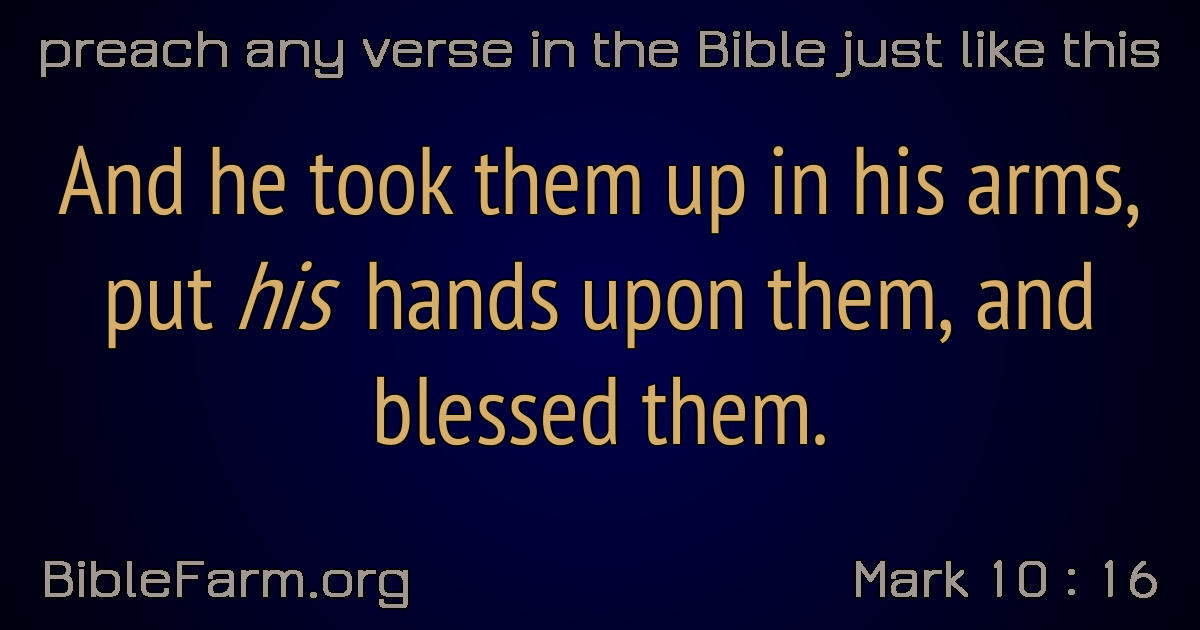 preach any verse in the Bible just like this
And he took them up in his arms,
put his hands upon them, and
blessed them.
BibleFarm.org
Mark 10 : 16